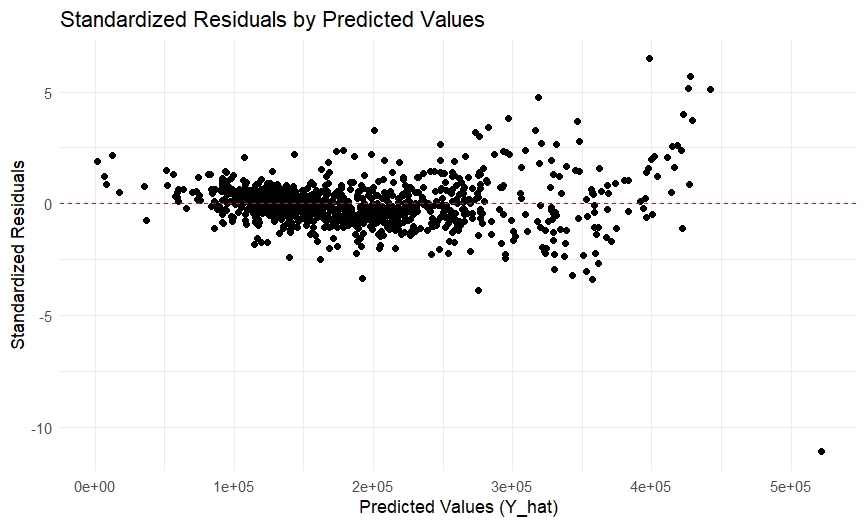 Standardized Residuals by Predicted Values
Standardized Residuals
5
0
-5
-10
0e+00 1e+05 2e+05 3e+05 4e+05 5e+05
Predicted Values (Y_hat)